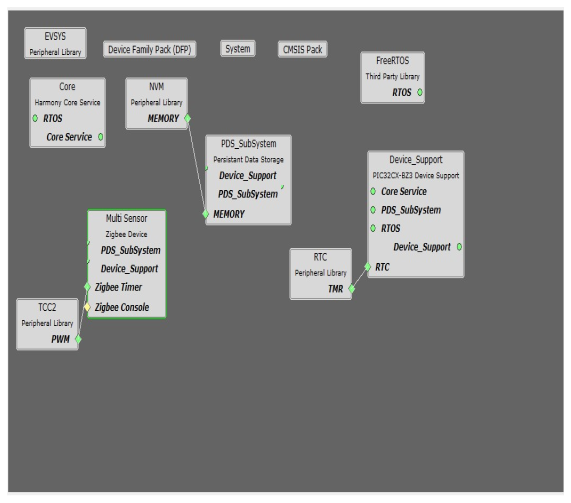 EVSYS
Peripheral Library
Device Family Pack (DFP)
System
CMSIS Pack
FreeRTOS
Third Party Library
RTOS
Core
Harmony Core Service
RTOS
Core Service
NVM
Peripheral Library
MEMORY
PDS_SubSystem
Persistant Data Storage
Device_Support
PDS_SubSystem
MEMORY
Device_Support
PIC32CX-BZ3 Device Support
Core Service
PDS_SubSystem
RTOS
Device_Support
RTC
Multi Sensor
Zigbee Device
PDS_SubSystem
Device_Support
Zigbee Timer
Zigbee Console
RTC
Peripheral Library
TMR
TCC2
Peripheral Library
PWM